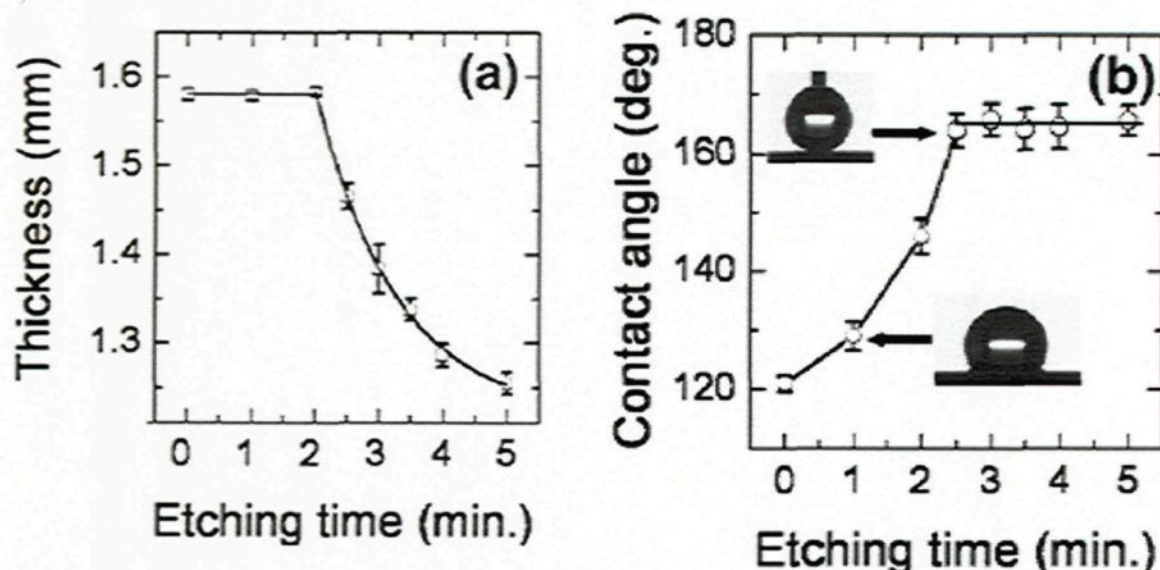 (a)
Thickness (mm)
1.6
1.5
1.4
1.3
0 1 2 3 4 5
Etching time (min.)
(b)
Contact angle (deg.)
180
160
140
120
0 1 2 3 4 5
Etching time (min.)